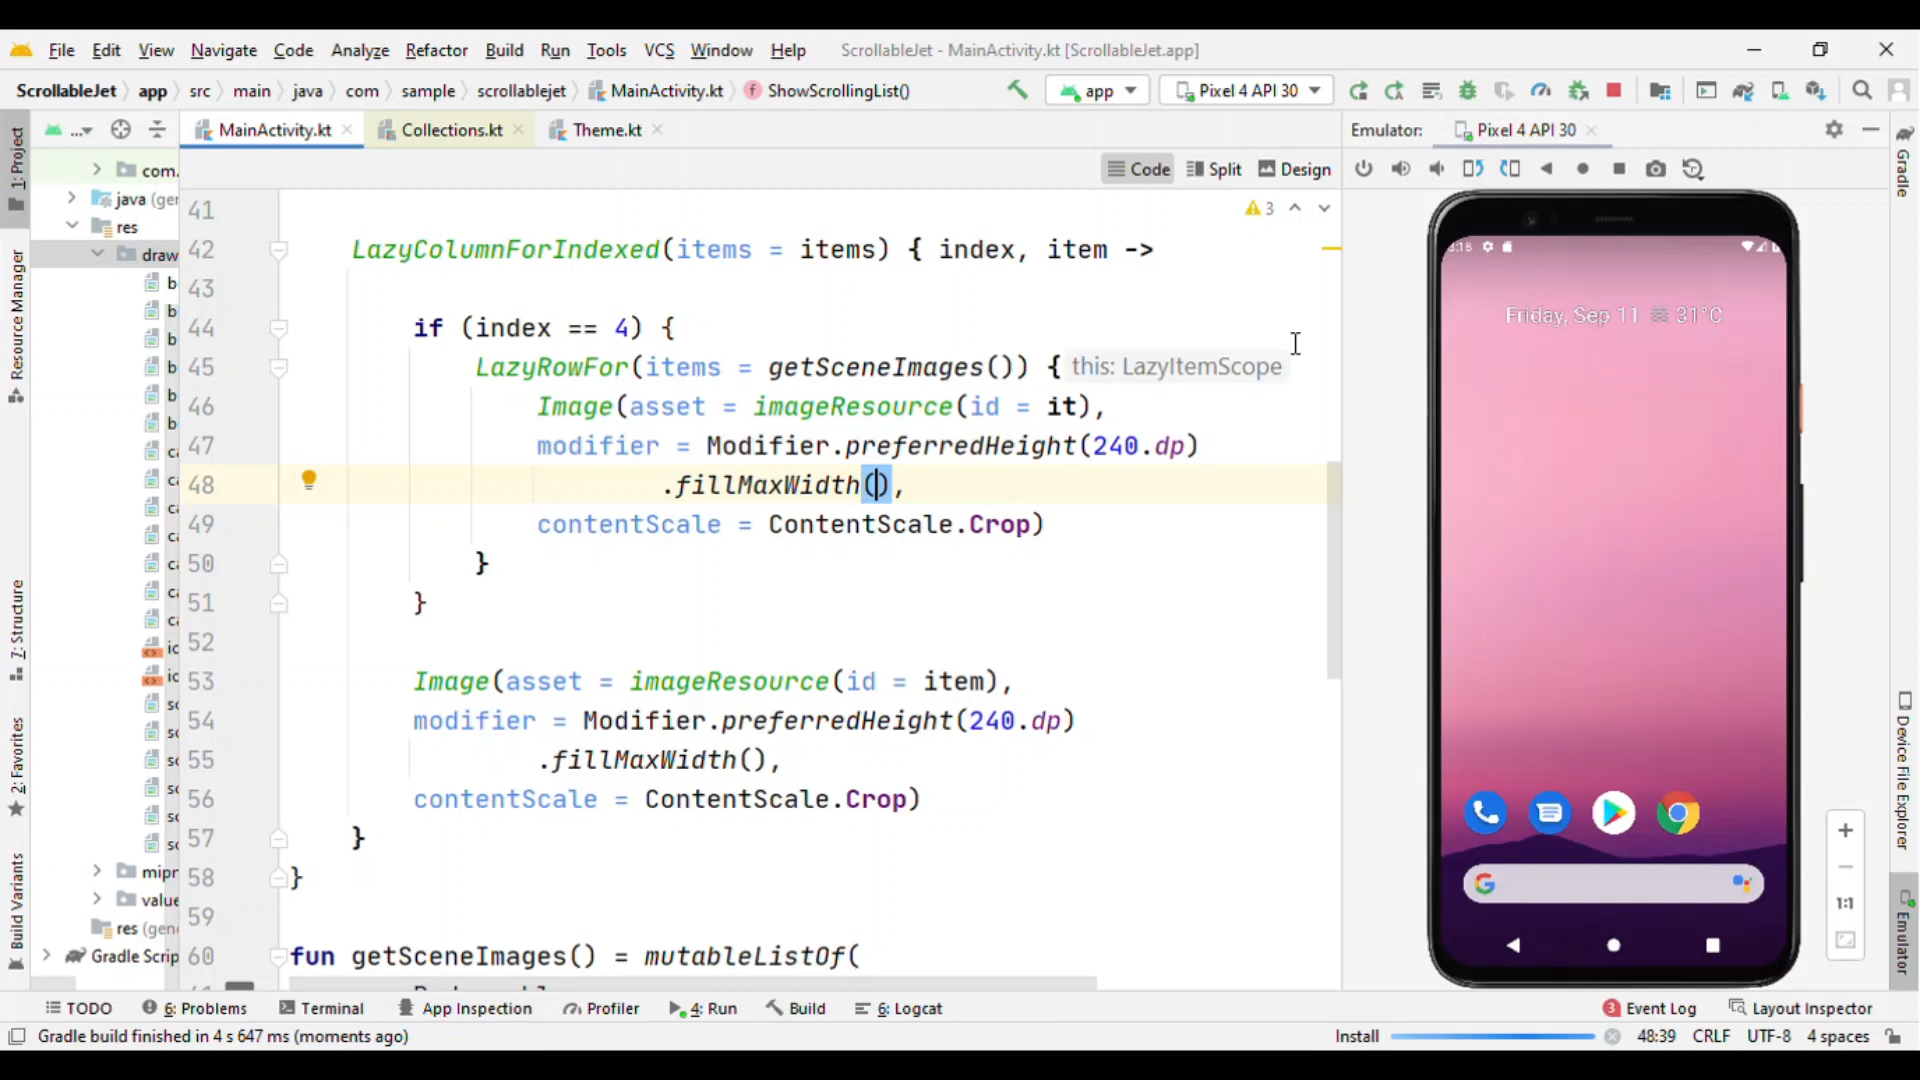 File Edit View Navigate Code Analyze Refactor Build Run Tools VCS Window Help ScrollableJet - MainActivity.kt [ScrollableJet.app]
ScrollableJet app src main java com sample scrollablejet MainActivity.kt ShowScrollingList() app Pixel 4 API 30
... MainActivity.kt Collections.kt Theme.kt Emulator: Pixel 4 API 30
Code Split Design
1: Project
Resource Manager
7: Structure
2: Favorites
Build Variants
com.
java (ge
res
draw
mipr
value
res (gen
Gradle Scrip
3
41
42 LazyColumnForIndexed(items = items) { index, item ->
43
44 if (index == 4) {
45 LazyRowFor(items = getSceneImages()) { this: LazyItemScope
46 Image(asset = imageResource(id = it),
47 modifier = Modifier.preferredHeight(240.dp)
48 .fillMaxWidth(),
49 contentScale = ContentScale.Crop)
50 }
51 }
52
53 Image(asset = imageResource(id = item),
54 modifier = Modifier.preferredHeight(240.dp)
55 .fillMaxWidth(),
56 contentScale = ContentScale.Crop)
57 }
58 }
59
60 fun getSceneImages() = mutableListOf(
Friday, Sep 11 31°C
1:1
Gradle
Device File Explorer
Emulator
TODO 6: Problems Terminal App Inspection Profiler 4: Run Build 6: Logcat 3 Event Log Layout Inspector
Gradle build finished in 4 s 647 ms (moments ago) Install 48:39 CRLF UTF-8 4 spaces